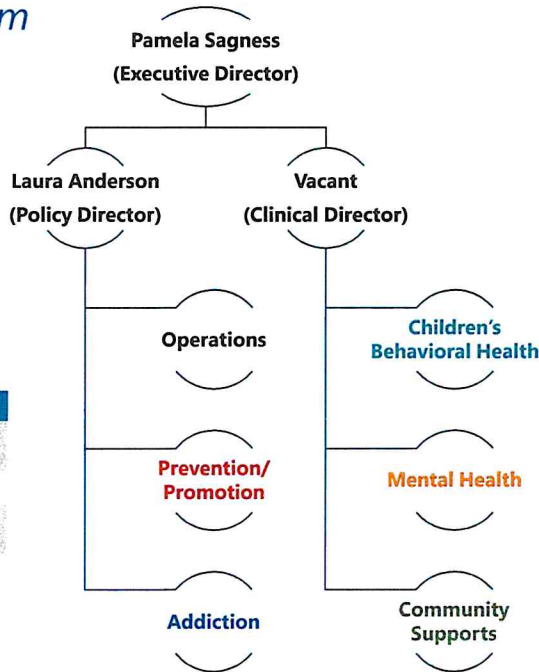 m
Pamela Sagness
(Executive Director)
Laura Anderson
(Policy Director)
Vacant
(Clinical Director)
Operations
Children's
Behavioral Health
Prevention/
Promotion
Mental Health
Addiction
Community
Supports